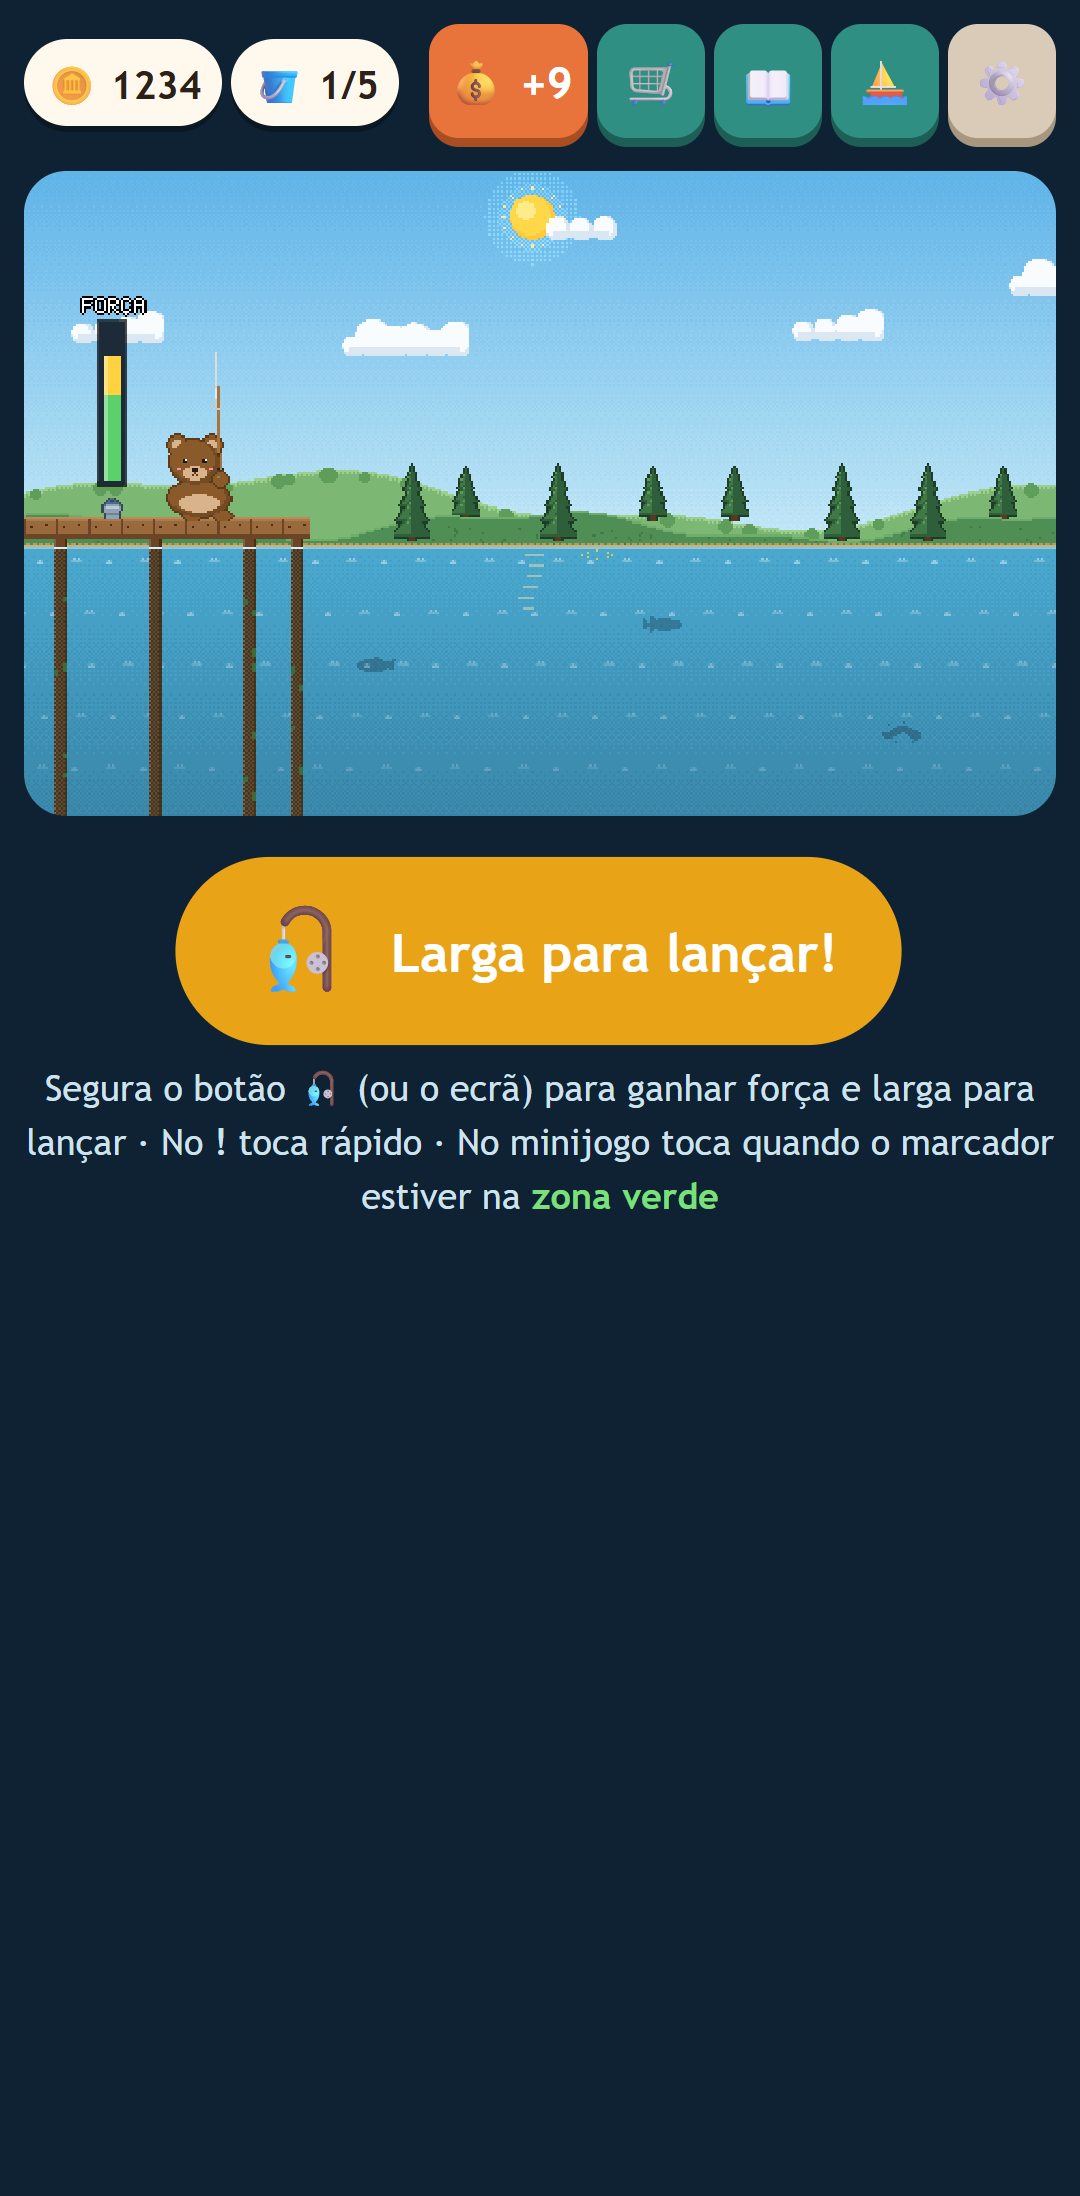 1234
1/5
+9
FORÇA
Larga para lançar!
Segura o botão (ou o ecrã) para ganhar força e larga para
lançar · No ! toca rápido · No minijogo toca quando o marcador
estiver na zona verde